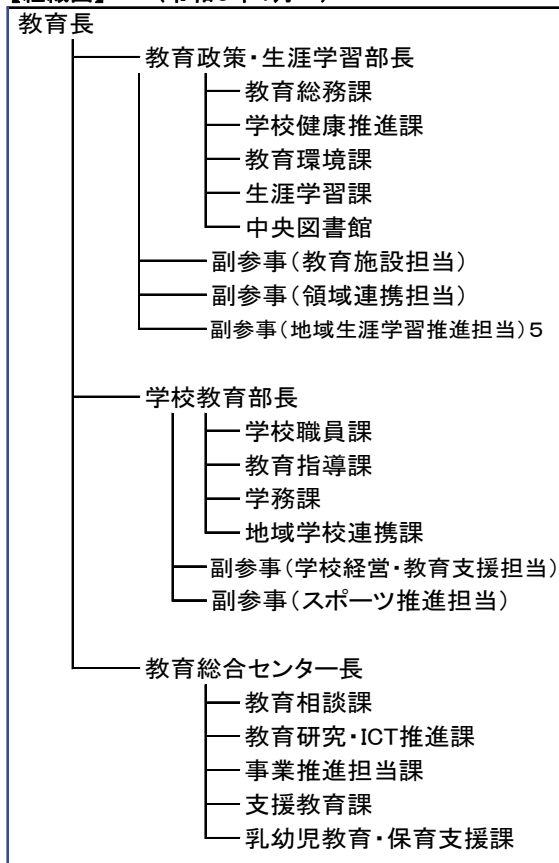 教育長
教育政策・生涯学習部長
教育総務課
学校健康推進課
教育環境課
生涯学習課
中央図書館
副参事(教育施設担当)
副参事(領域連携担当)
副参事(地域生涯学習推進担当)5
学校教育部長
学校職員課
教育指導課
学務課
地域学校連携課
副参事(学校経営・教育支援担当)
副参事(スポーツ推進担当)
教育総合センター長
教育相談課
教育研究・ICT推進課
事業推進担当課
支援教育課
乳幼児教育・保育支援課